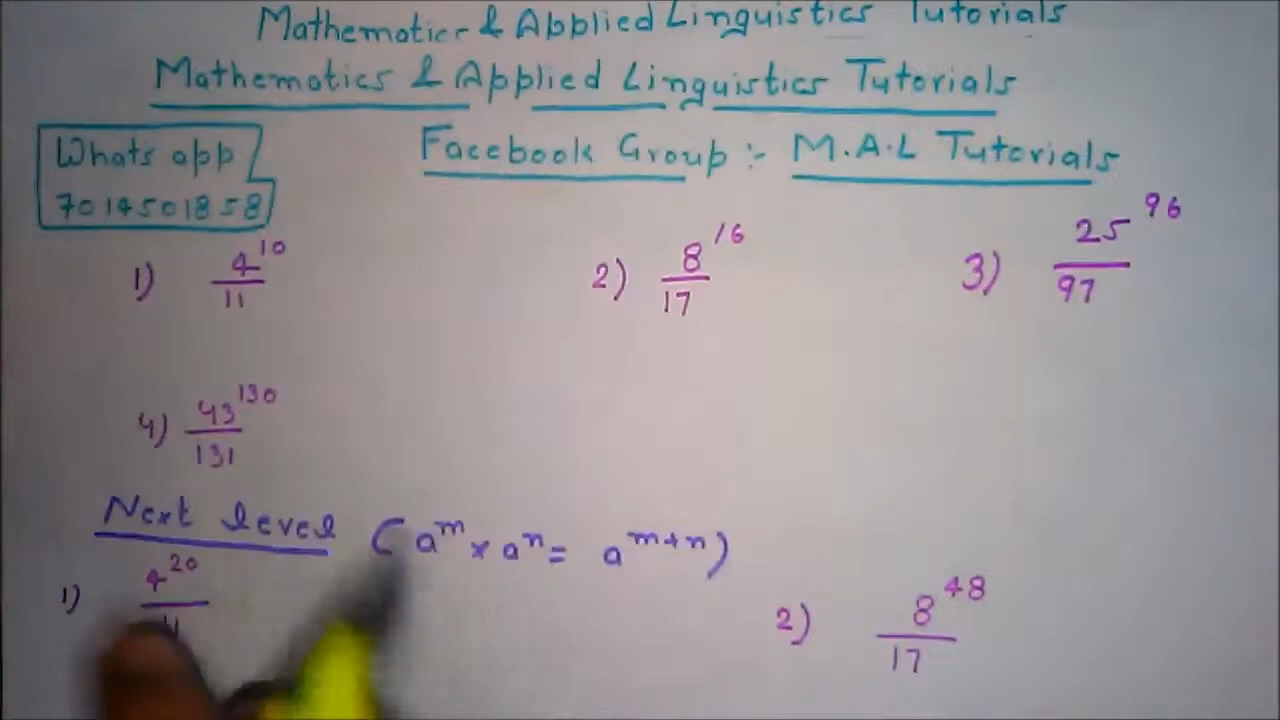 Mathematics & Applied Linguistics Tutorials
Mathematics & Applied Linguistics Tutorials
Whats app
7014501858
Facebook Group :- M.A.L Tutorials
1) 4^10 / 11
2) 8^16 / 17
3) 25^96 / 97
4) 43^130 / 131
Next level (a^m × a^n = a^m+n)
1) 4^20 / 11
2) 8^48 / 17